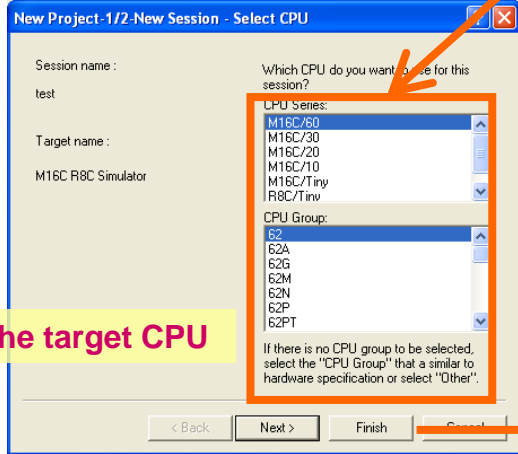 New Project-1/2-New Session - Select CPU
Session name :
test
Target name :
M16C R8C Simulator
Which CPU do you want to use for this
session?
CPU Series:
M16C/60
M16C/30
M16C/20
M16C/10
M16C/Tiny
R8C/Tiny
CPU Group:
62
62A
62G
62M
62N
62P
62PT
he target CPU
If there is no CPU group to be selected,
select the "CPU Group" that a similar to
hardware specification or select "Other".
< Back
Next >
Finish
Cancel